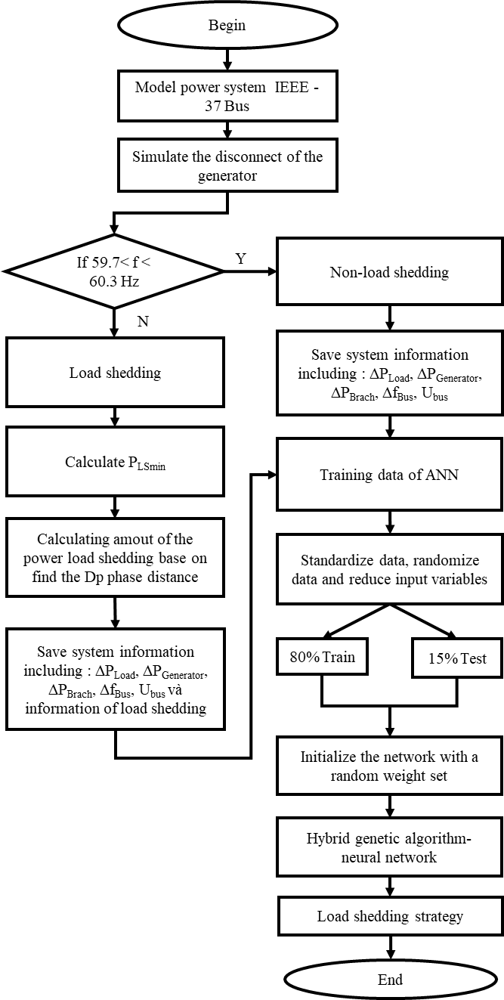 Begin
Model power system IEEE -
37 Bus
Simulate the disconnect of the
generator
If 59.7< f <
60.3 Hz
Y
N
Non-load shedding
Save system information
including : ΔPLoad, ΔPGenerator,
ΔPBrach, ΔfBus, Ubus
Load shedding
Calculate PLSmin
Calculating amout of the
power load shedding base on
find the Dp phase distance
Save system information
including : ΔPLoad, ΔPGenerator,
ΔPBrach, ΔfBus, Ubus và
information of load shedding
Training data of ANN
Standardize data, randomize
data and reduce input variables
80% Train
15% Test
Initialize the network with a
random weight set
Hybrid genetic algorithm-
neural network
Load shedding strategy
End